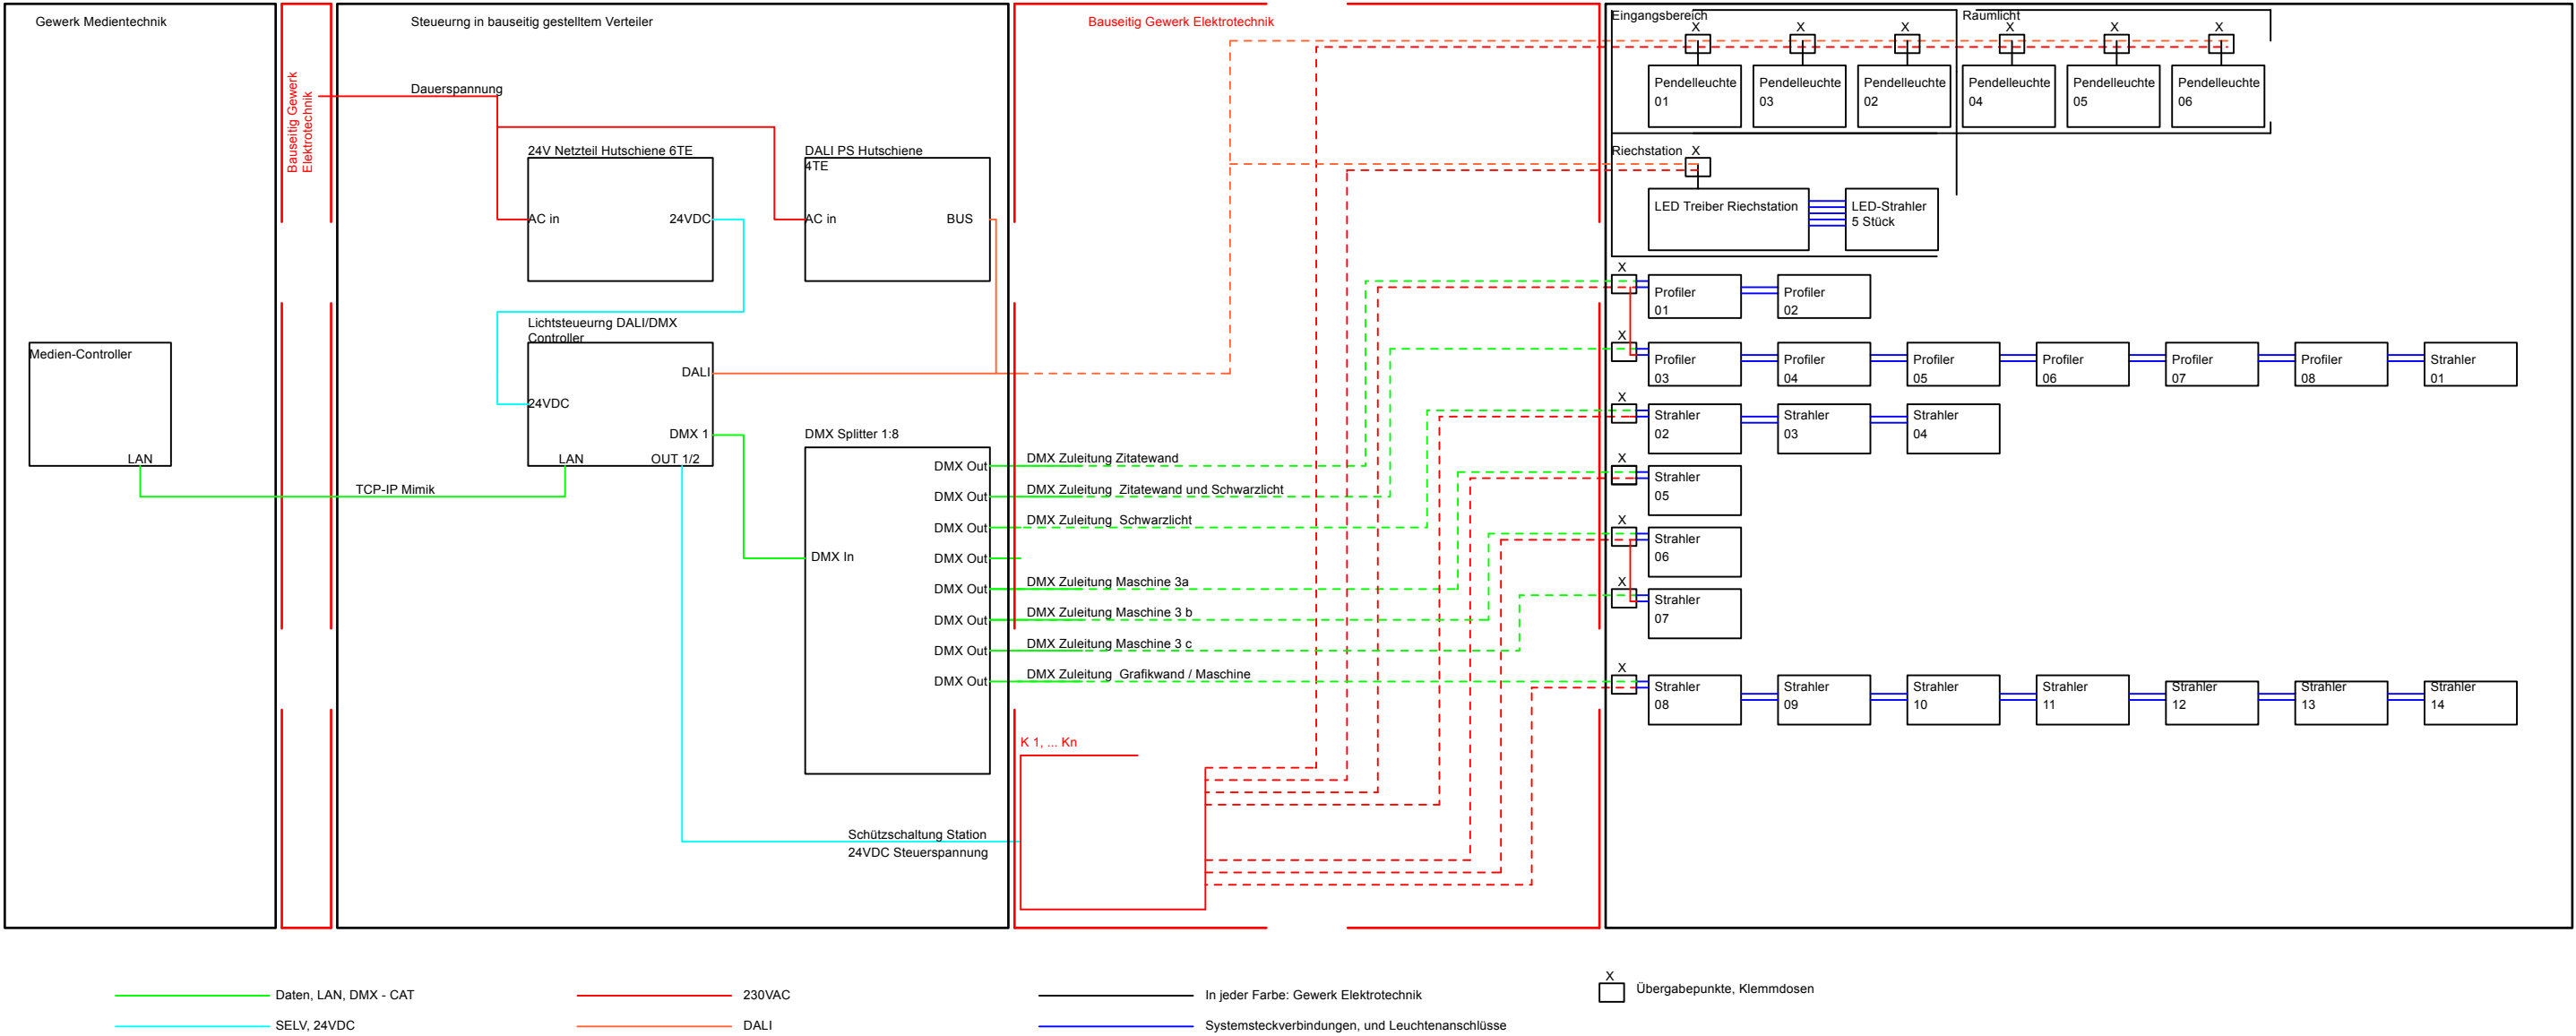 Gewerk Medientechnik
Steueurng in bauseitig gestelltem Verteiler
Bauseitig Gewerk Elektrotechnik
Bauseitig Gewerk
Elektrotechnik
Dauerspannung
24V Netzteil Hutschiene 6TE
AC in
24VDC
DALI PS Hutschiene
4TE
AC in
BUS
Lichtsteueurng DALI/DMX
Controller
DALI
24VDC
DMX 1
LAN
OUT 1/2
Medien-Controller
LAN
TCP-IP Mimik
DMX Splitter 1:8
DMX In
DMX Out
DMX Out
DMX Out
DMX Out
DMX Out
DMX Out
DMX Out
DMX Out
DMX Zuleitung Zitatewand
DMX Zuleitung Zitatewand und Schwarzlicht
DMX Zuleitung Schwarzlicht
DMX Zuleitung Maschine 3a
DMX Zuleitung Maschine 3 b
DMX Zuleitung Maschine 3 c
DMX Zuleitung Grafikwand / Maschine
K 1, ... Kn
Schützschaltung Station
24VDC Steuerspannung
Eingangsbereich
Raumlicht
X
X
X
X
X
X
Pendelleuchte
01
Pendelleuchte
03
Pendelleuchte
02
Pendelleuchte
04
Pendelleuchte
05
Pendelleuchte
06
Riechstation
X
LED Treiber Riechstation
LED-Strahler
5 Stück
X
Profiler
01
Profiler
02
X
Profiler
03
Profiler
04
Profiler
05
Profiler
06
Profiler
07
Profiler
08
Strahler
01
X
Strahler
02
Strahler
03
Strahler
04
X
Strahler
05
X
Strahler
06
X
Strahler
07
X
Strahler
08
Strahler
09
Strahler
10
Strahler
11
Strahler
12
Strahler
13
Strahler
14
Daten, LAN, DMX - CAT
230VAC
In jeder Farbe: Gewerk Elektrotechnik
X
Übergabepunkte, Klemmdosen
SELV, 24VDC
DALI
Systemsteckverbindungen, und Leuchtenanschlüsse